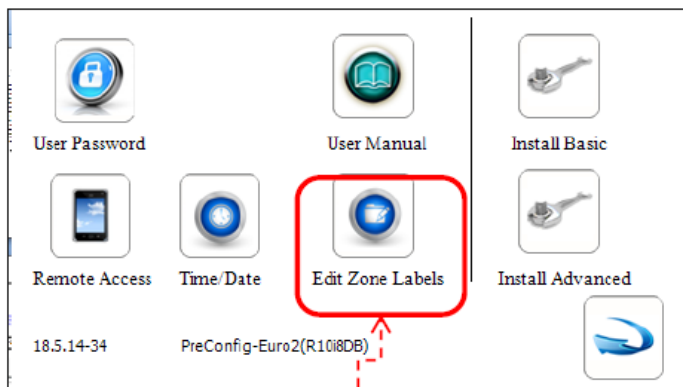 User Password
User Manual
Install Basic
Remote Access
Time/Date
Edit Zone Labels
Install Advanced
18.5.14-34
PreConfig-Euro2(R10i8DB)